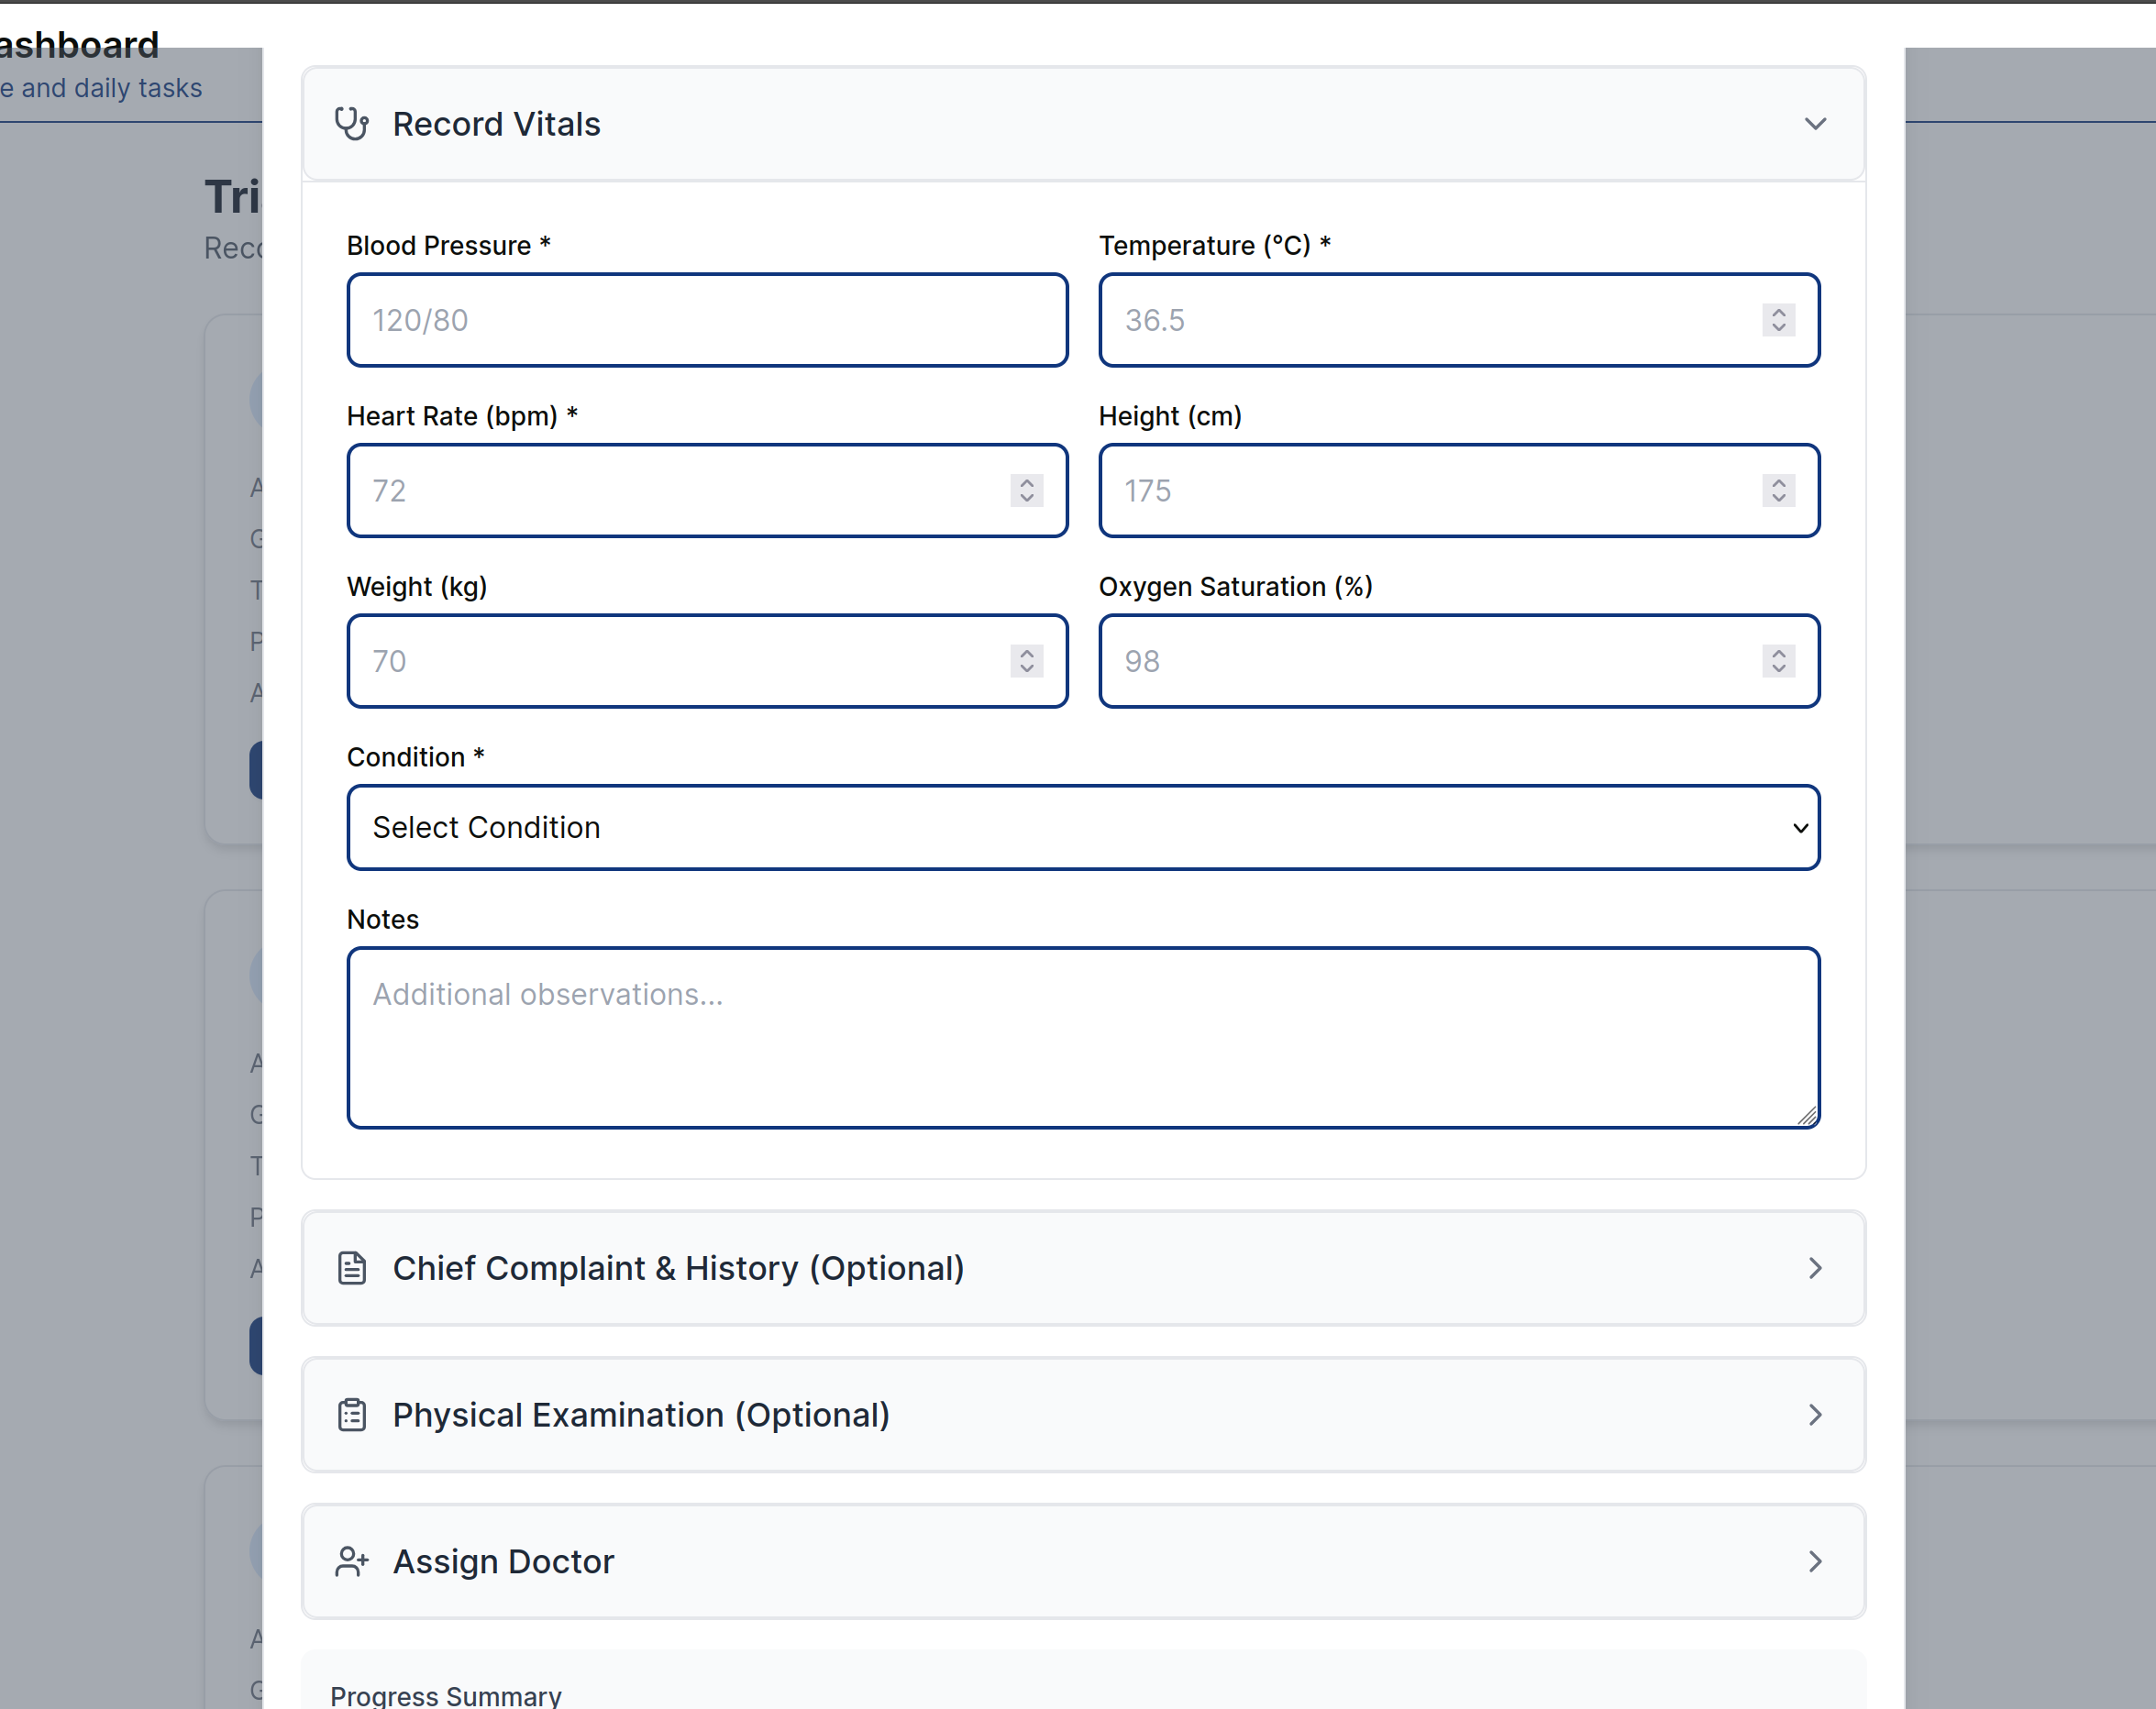 ashboard
e and daily tasks
Tri
Reco
Record Vitals
Blood Pressure *
Temperature (°C) *
120/80
36.5
Heart Rate (bpm) *
Height (cm)
72
175
Weight (kg)
Oxygen Saturation (%)
70
98
Condition *
Select Condition
Notes
Additional observations...
Chief Complaint & History (Optional)
Physical Examination (Optional)
Assign Doctor
Progress Summary